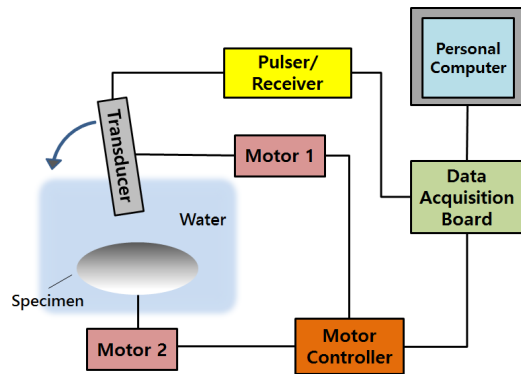 Pulser/
Receiver
Personal
Computer
Transducer
Motor 1
Data
Acquisition
Board
Water
Specimen
Motor 2
Motor
Controller